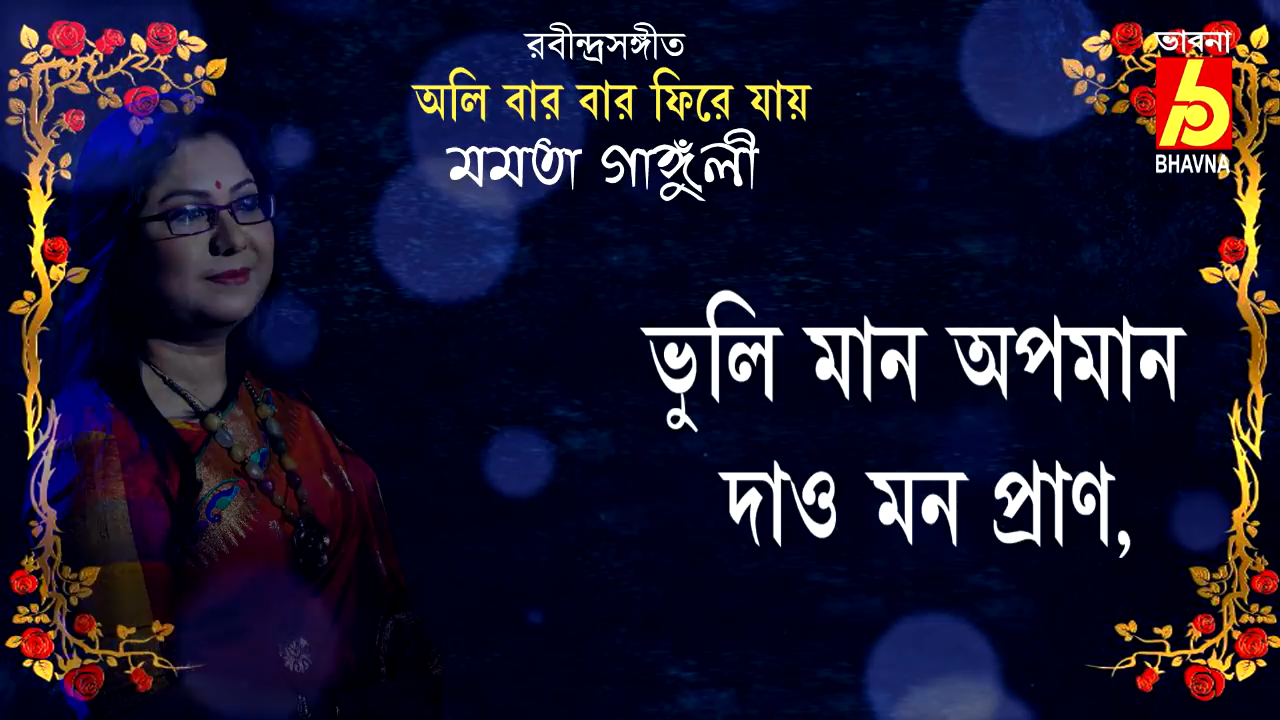 রবীন্দ্রসঙ্গীত
অলি বার বার ফিরে যায়
মমতা গাঙ্গুঁলী
ভাবনা
BHAVNA
ভুলি মান অপমান
দাও মন প্রাণ,